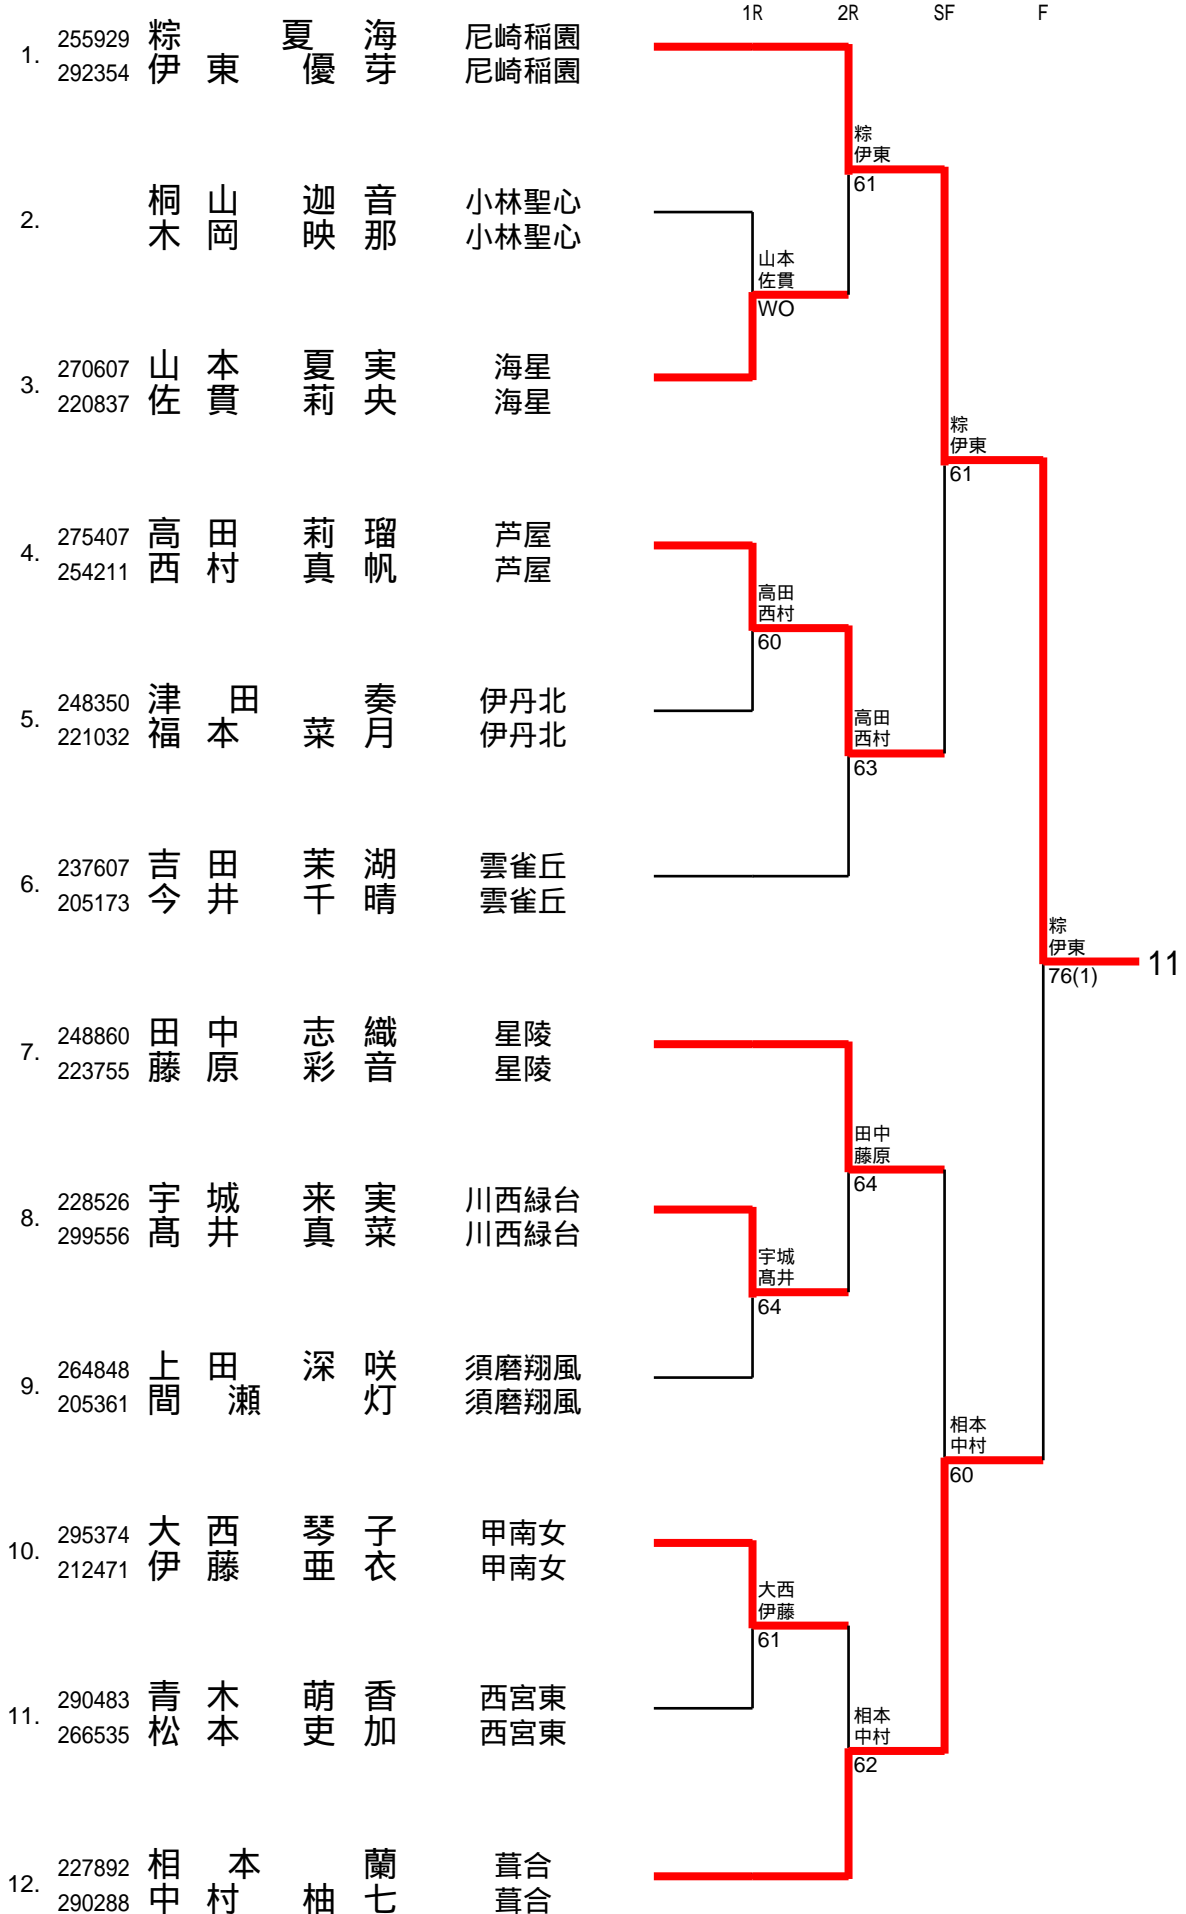 1R 2R SF F
1. 255929 粽 夏海 尼崎稲園
292354 伊東 優芽 尼崎稲園
粽
伊東
61
2. 桐山 迦音 小林聖心
木岡 映那 小林聖心
山本
佐貫
WO
3. 270607 山本 夏実 海星
220837 佐貫 莉央 海星
粽
伊東
61
4. 275407 高田 莉瑠 芦屋
254211 西村 真帆 芦屋
高田
西村
60
5. 248350 津田 奏 伊丹北
221032 福本 菜月 伊丹北
高田
西村
63
6. 237607 吉田 茉湖 雲雀丘
205173 今井 千晴 雲雀丘
粽
伊東
76(1)
11
7. 248860 田中 志織 星陵
223755 藤原 彩音 星陵
田中
藤原
64
8. 228526 宇城 来実 川西緑台
299556 髙井 真菜 川西緑台
宇城
髙井
64
9. 264848 上田 深咲 須磨翔風
205361 間瀬 灯 須磨翔風
相本
中村
60
10. 295374 大西 琴子 甲南女
212471 伊藤 亜衣 甲南女
大西
伊藤
61
11. 290483 青木 萌香 西宮東
266535 松本 吏加 西宮東
相本
中村
62
12. 227892 相本 蘭 葺合
290288 中村 柚七 葺合